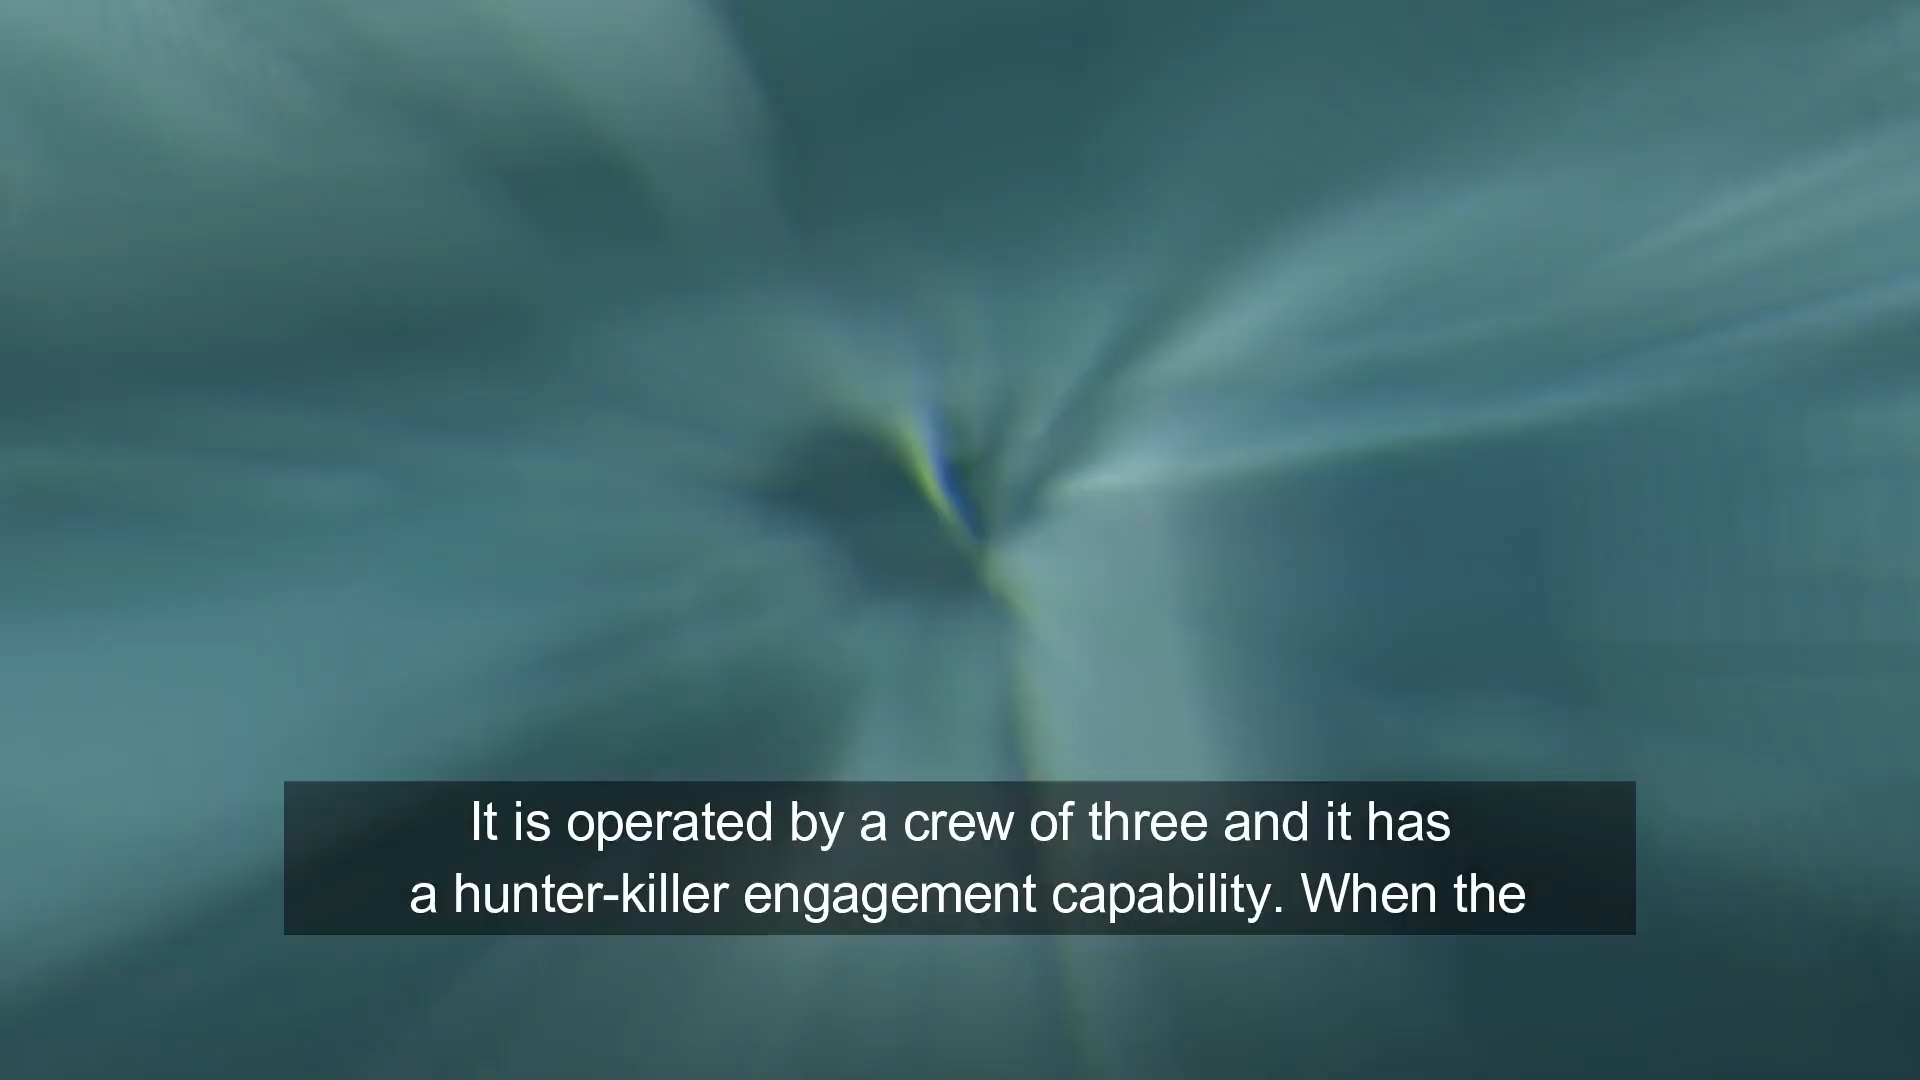 It is operated by a crew of three and it has
a hunter-killer engagement capability. When the